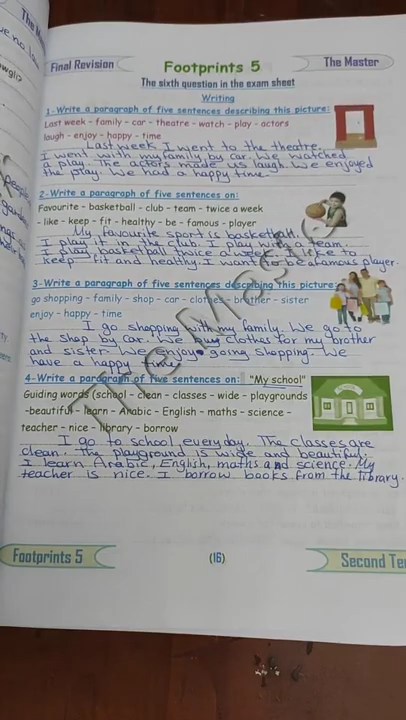 Final Revision
Footprints 5
The Master
The sixth question in the exam sheet
Writing
1-Write a paragraph of five sentences describing this picture:
Last week - family - car - theatre - watch - play - actors
laugh - enjoy - happy - time
Last week I went to the theatre.
I went with my family by car. We watched
a play. The actors made us laugh. We enjoyed
the play. We had a happy time.
2-Write a paragraph of five sentences on:
Favourite - basketball - club - team - twice a week
- like - keep - fit - healthy - be - famous - player
My favourite sport is basketball.
I play it in the club. I play with a team.
I play basketball twice a week. I like to
keep fit and healthy. I want to be a famous player.
3-Write a paragraph of five sentences describing this picture:
go shopping - family - shop - car - clothes - brother - sister
enjoy - happy - time
I go shopping with my family. We go to
the shop by car. We buy clothes for my brother
and sister. We enjoy going shopping. We
have a happy time.
4-Write a paragraph of five sentences on: "My school"
Guiding words (school - clean - classes - wide - playgrounds
-beautiful - learn - Arabic - English - maths - science -
teacher - nice - library - borrow
I go to school everyday. The classes are
clean. The playground is wide and beautiful.
I learn Arabic, English, maths and science. My
teacher is nice. I borrow books from the library.
Footprints 5
(16)
Second Te
The Master